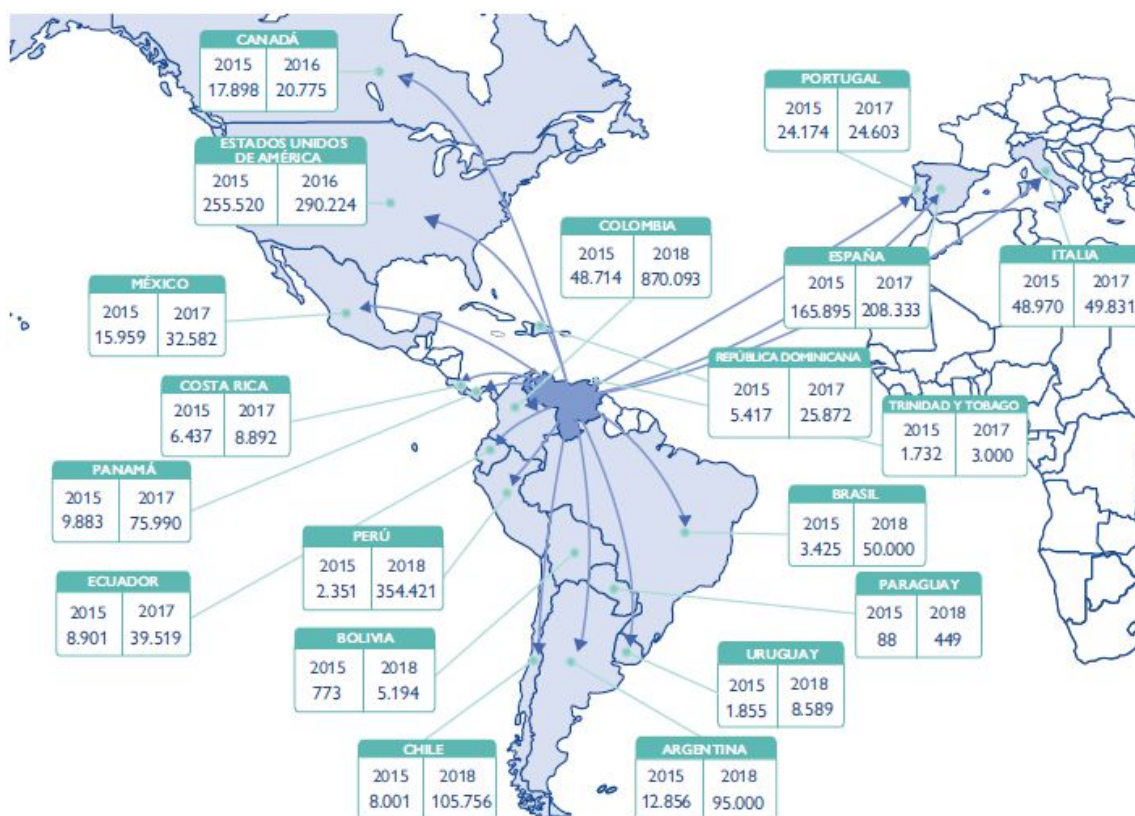 CANADÁ
2015 2016
17.898 20.775
ESTADOS UNIDOS
DE AMÉRICA
2015 2016
255.520 290.224
PORTUGAL
2015 2017
24.174 24.603
COLOMBIA
2015 2018
48.714 870.093
ESPAÑA
2015 2017
165.895 208.333
ITALIA
2015 2017
48.970 49.831
MÉXICO
2015 2017
15.959 32.582
REPÚBLICA DOMINICANA
2015 2017
5.417 25.872
COSTA RICA
2015 2017
6.437 8.892
TRINIDAD Y TOBAGO
2015 2017
1.732 3.000
PANAMÁ
2015 2017
9.883 75.990
BRASIL
2015 2018
3.425 50.000
PERÚ
2015 2018
2.351 354.421
ECUADOR
2015 2017
8.901 39.519
PARAGUAY
2015 2018
88 449
BOLIVIA
2015 2018
773 5.194
URUGUAY
2015 2018
1.855 8.589
CHILE
2015 2018
8.001 105.756
ARGENTINA
2015 2018
12.856 95.000